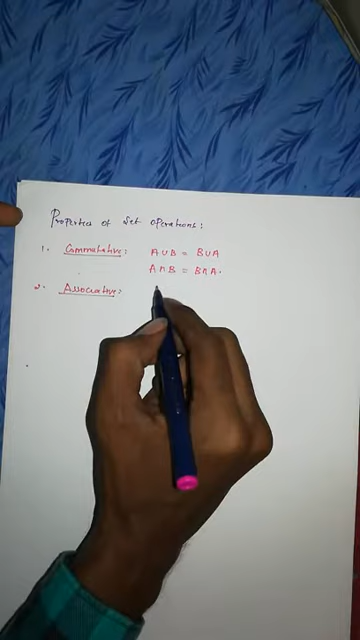 Properties of Set Operations:
1. Commutative: A∪B = B∪A
A∩B = B∩A.
2. Associative: